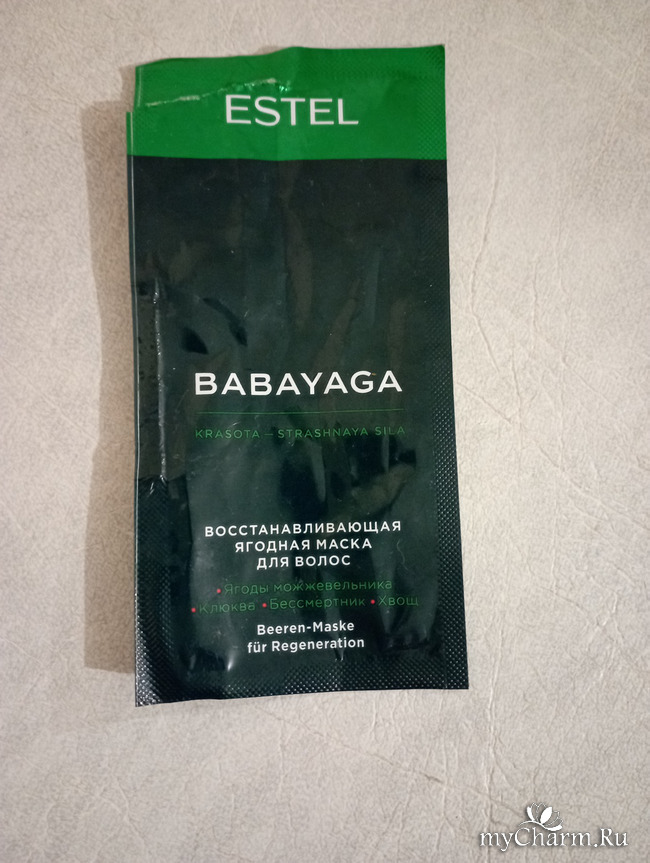 ESTEL
BABAYAGA
KRASOTA — STRASHNAYA SILA
ВОССТАНАВЛИВАЮЩАЯ
ЯГОДНАЯ МАСКА
ДЛЯ ВОЛОС
•Ягоды можжевельника
•Клюква •Бессмертник •Хвощ
Beeren-Maske
für Regeneration
myCharm.Ru